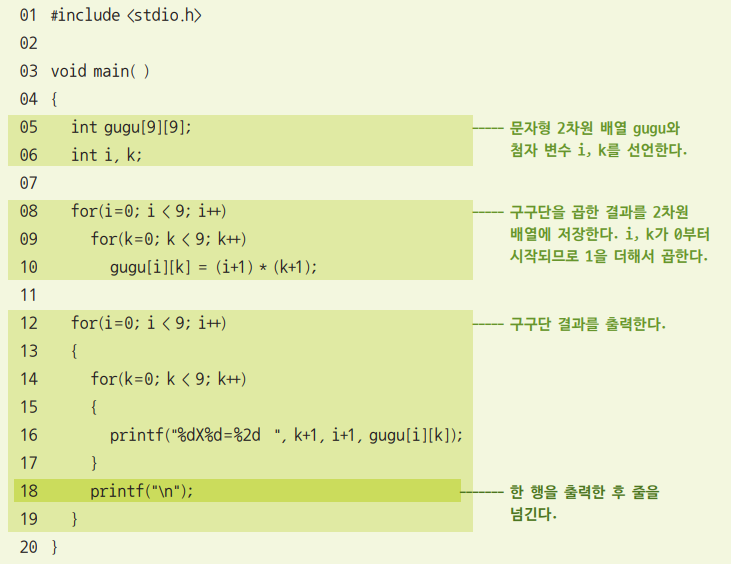 01 #include <stdio.h>
02
03 void main( )
04 {
05 int gugu[9][9];
문자형 2차원 배열 gugu와
06 int i, k;
첨자 변수 i, k를 선언한다.
07
08 for(i=0; i < 9; i++)
구구단을 곱한 결과를 2차원
09 for(k=0; k < 9; k++)
배열에 저장한다. i, k가 0부터
10 gugu[i][k] = (i+1) * (k+1);
시작되므로 1을 더해서 곱한다.
11
12 for(i=0; i < 9; i++)
구구단 결과를 출력한다.
13 {
14 for(k=0; k < 9; k++)
15 {
16 printf("%dX%d=%2d  ", k+1, i+1, gugu[i][k]);
17 }
18 printf("\n");
한 행을 출력한 후 줄을
19 }
넘긴다.
20 }